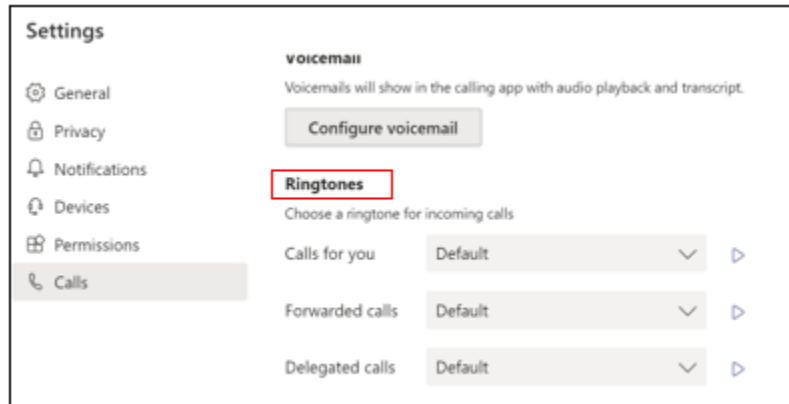 Settings
General
Privacy
Notifications
Devices
Permissions
Calls
Voicemail
Voicemails will show in the calling app with audio playback and transcript.
Configure voicemail
Ringtones
Choose a ringtone for incoming calls
Calls for you Default
Forwarded calls Default
Delegated calls Default